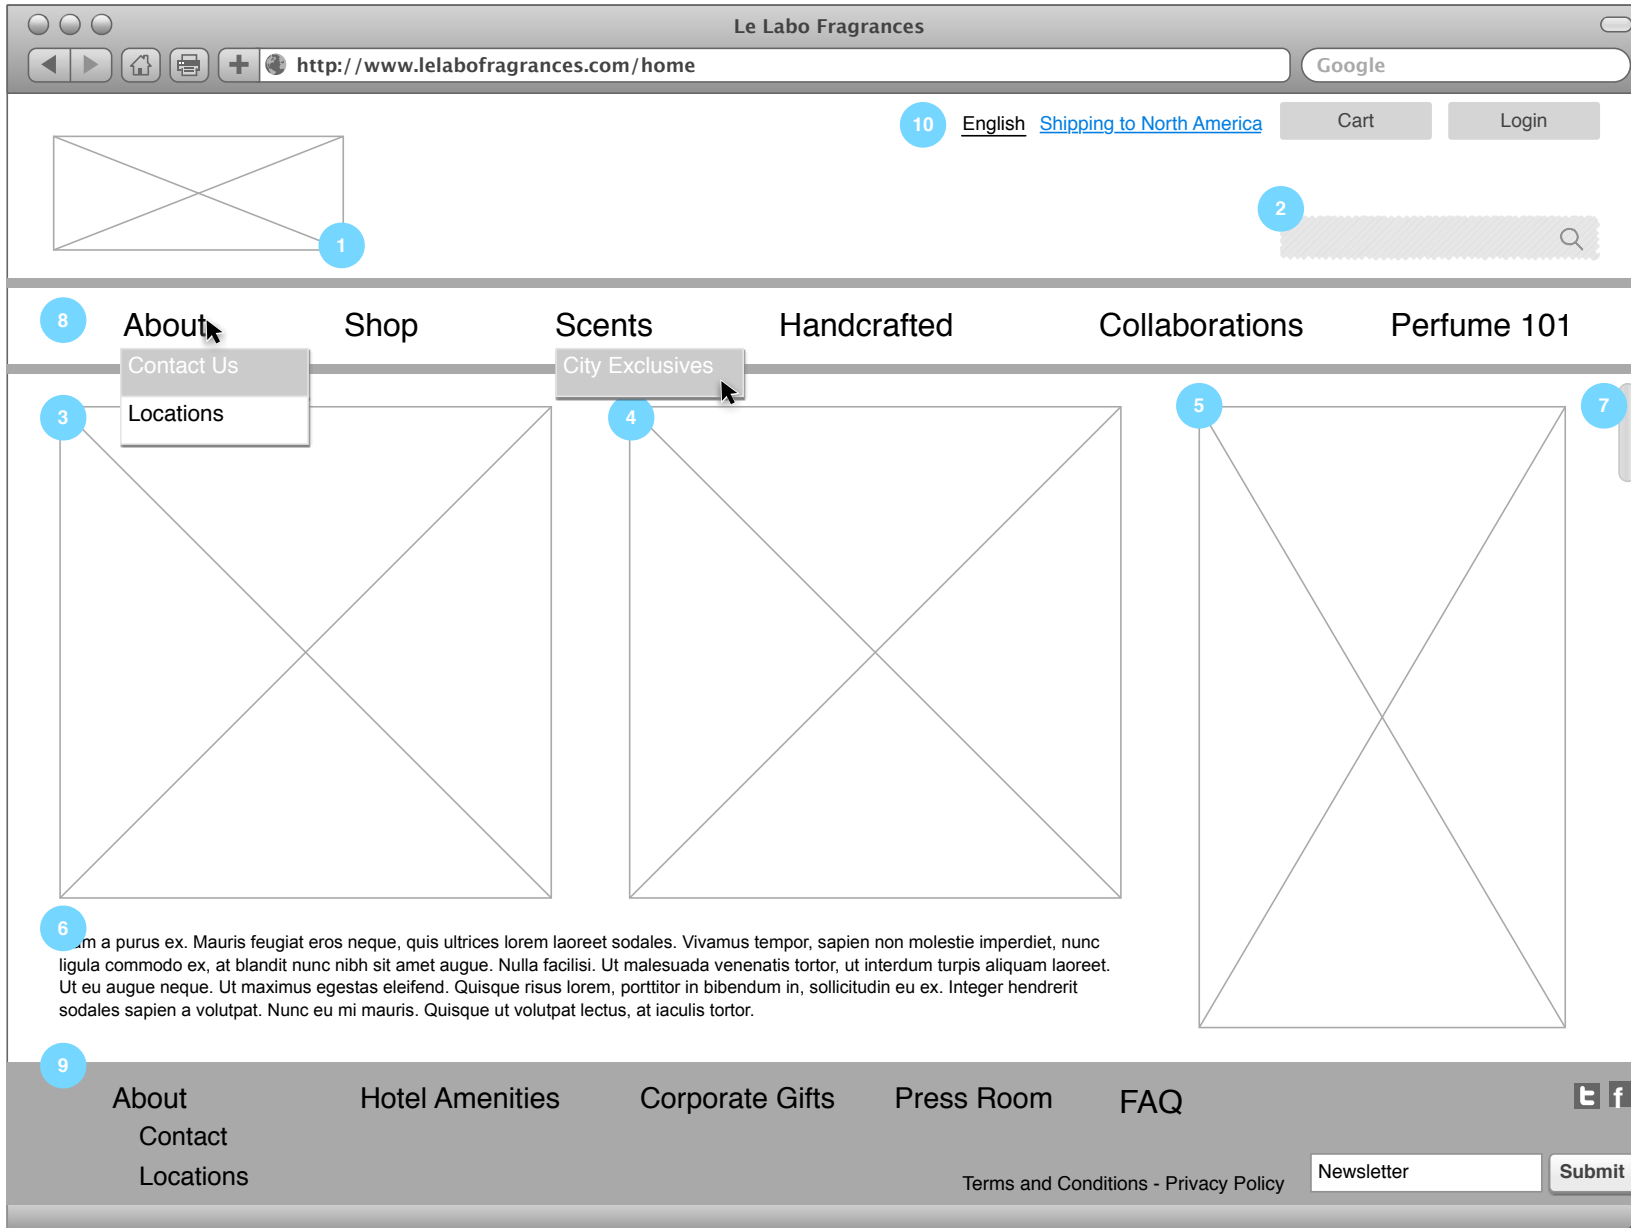 Le Labo Fragrances
http://www.lelabofragrances.com/home
Google
10 English Shipping to North America Cart Login
2
1
8 About Shop Scents Handcrafted Collaborations Perfume 101
Contact Us City Exclusives
Locations
3 4 5 7
6
am a purus ex. Mauris feugiat eros neque, quis ultrices lorem laoreet sodales. Vivamus tempor, sapien non molestie imperdiet, nunc
ligula commodo ex, at blandit nunc nibh sit amet augue. Nulla facilisi. Ut malesuada venenatis tortor, ut interdum turpis aliquam laoreet.
Ut eu augue neque. Ut maximus egestas eleifend. Quisque risus lorem, porttitor in bibendum in, sollicitudin eu ex. Integer hendrerit
sodales sapien a volutpat. Nunc eu mi mauris. Quisque ut volutpat lectus, at iaculis tortor.
9
About Hotel Amenities Corporate Gifts Press Room FAQ t f
Contact
Locations
Terms and Conditions - Privacy Policy Newsletter Submit